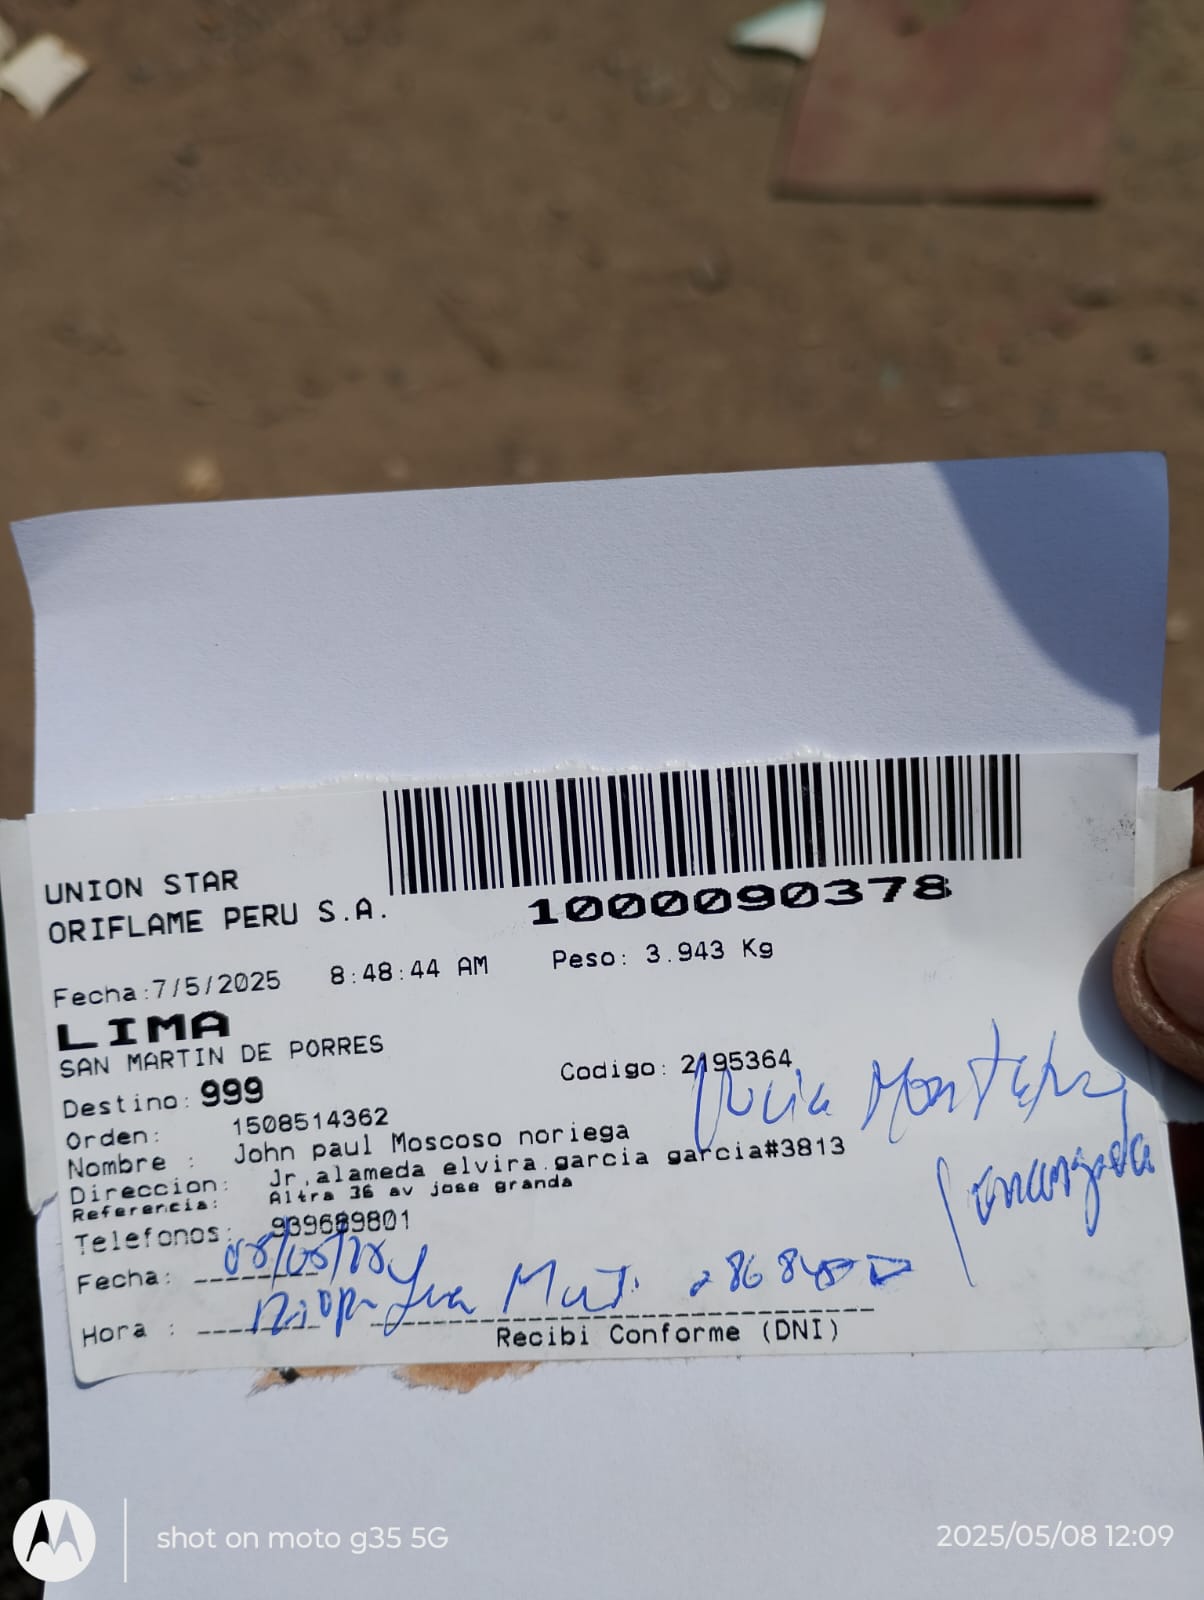 UNION STAR
ORIFLAME PERU S.A.
1000090378
Fecha:7/5/2025 8:48:44 AM Peso: 3.943 Kg
LIMA
SAN MARTIN DE PORRES
Destino: 999 Codigo: 2195364
Orden: 1508514362
Nombre : John paul Moscoso noriega
Direccion: Jr.alameda elvira.garcia garcia#3813
Referencia: Altra 36 av jose granda
Telefonos: 939689801
Fecha: 08/05/25
Hora :
Recibi Conforme (DNI)
shot on moto g35 5G
2025/05/08 12:09